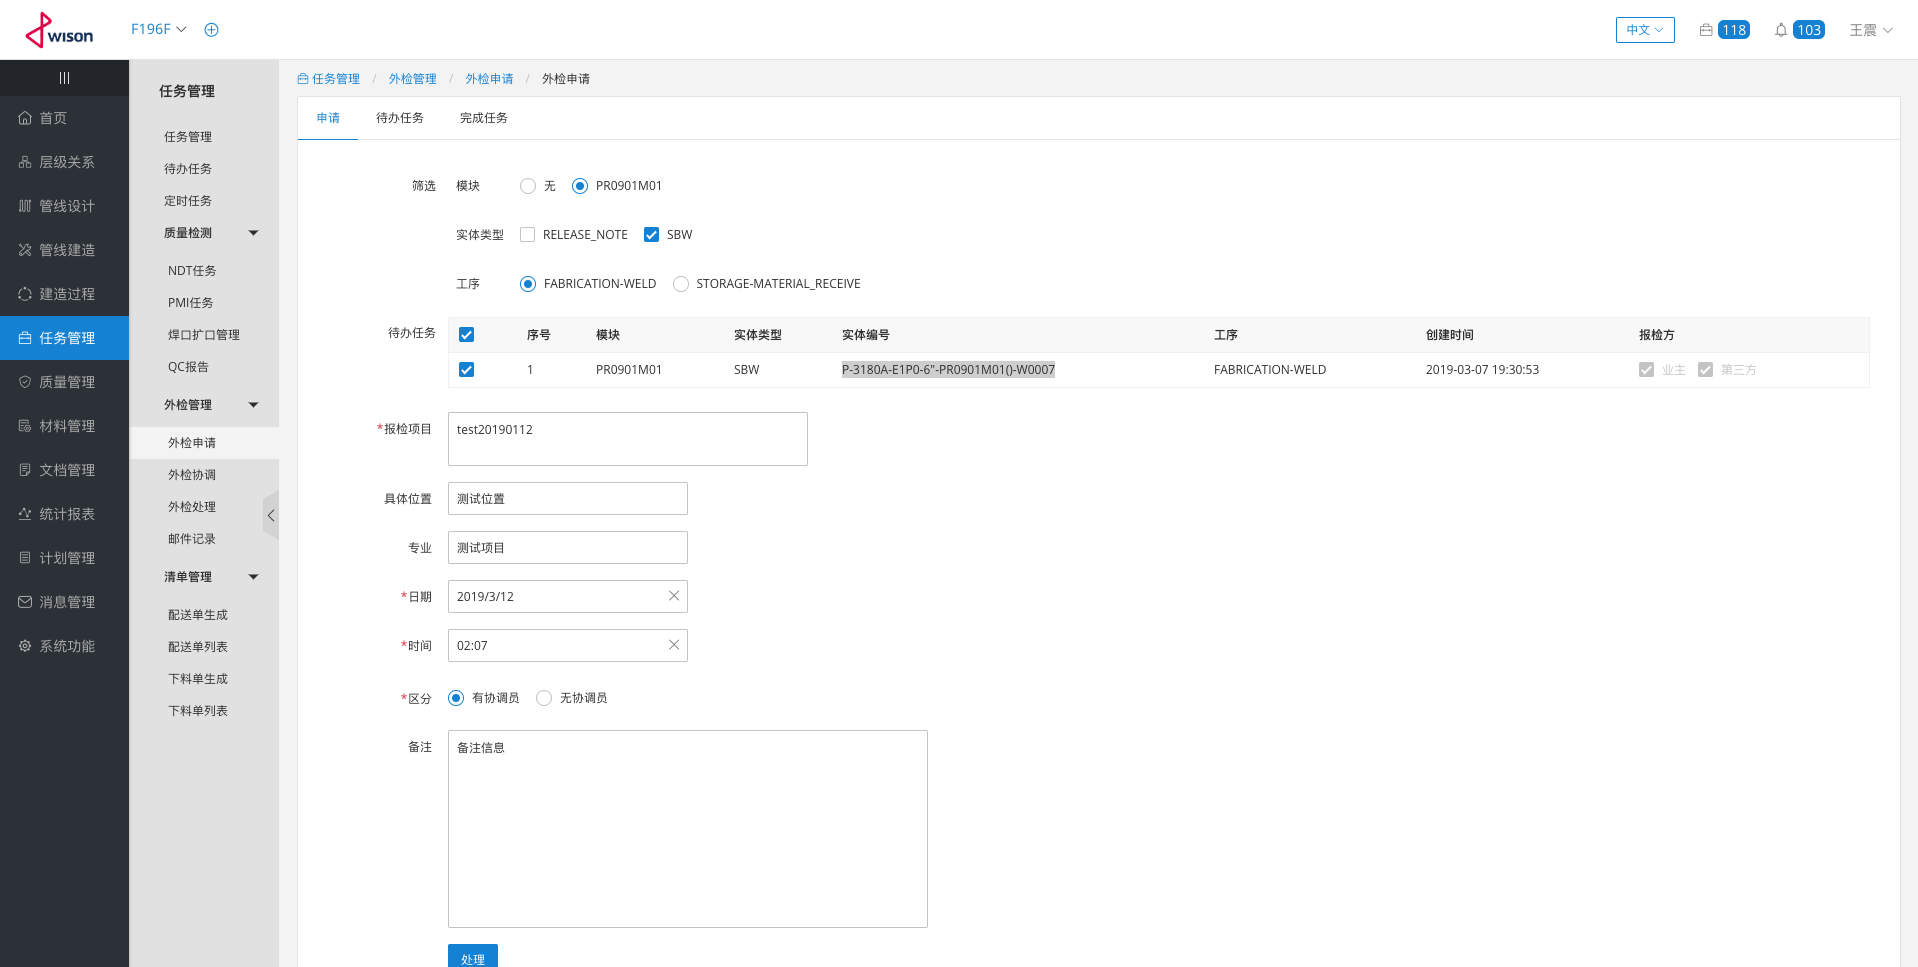 wison
F196F
中文
118
103
王震
首页
层级关系
管线设计
管线建造
建造过程
任务管理
质量管理
材料管理
文档管理
统计报表
计划管理
消息管理
系统功能
任务管理
任务管理
待办任务
定时任务
质量检测
NDT任务
PMI任务
焊口扩口管理
QC报告
外检管理
外检申请
外检协调
外检处理
邮件记录
清单管理
配送单生成
配送单列表
下料单生成
下料单列表
任务管理 / 外检管理 / 外检申请 / 外检申请
申请 待办任务 完成任务
筛选 模块 无 PR0901M01
实体类型 RELEASE_NOTE SBW
工序 FABRICATION-WELD STORAGE-MATERIAL_RECEIVE
待办任务 序号 模块 实体类型 实体编号 工序 创建时间 报检方
1 PR0901M01 SBW P-3180A-E1P0-6"-PR0901M01()-W0007 FABRICATION-WELD 2019-03-07 19:30:53 业主 第三方
*报检项目 test20190112
具体位置 测试位置
专业 测试项目
*日期 2019/3/12
*时间 02:07
*区分 有协调员 无协调员
备注 备注信息
处理